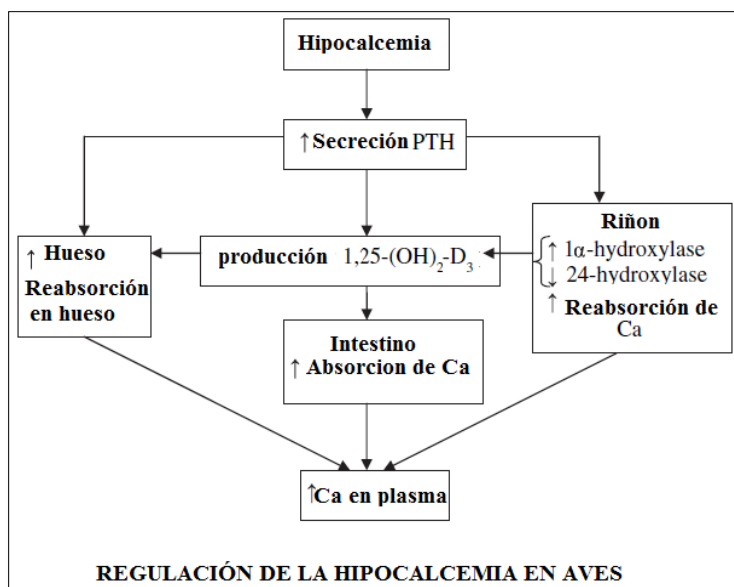 Hipocalcemia
↑ Secreción PTH
↑ Hueso
Reabsorción
en hueso
producción 1,25-(OH)₂-D₃
Riñon
↑ 1α-hydroxylase
↓ 24-hydroxylase
↑ Reabsorción de
Ca
Intestino
↑ Absorcion de Ca
↑Ca en plasma
REGULACIÓN DE LA HIPOCALCEMIA EN AVES